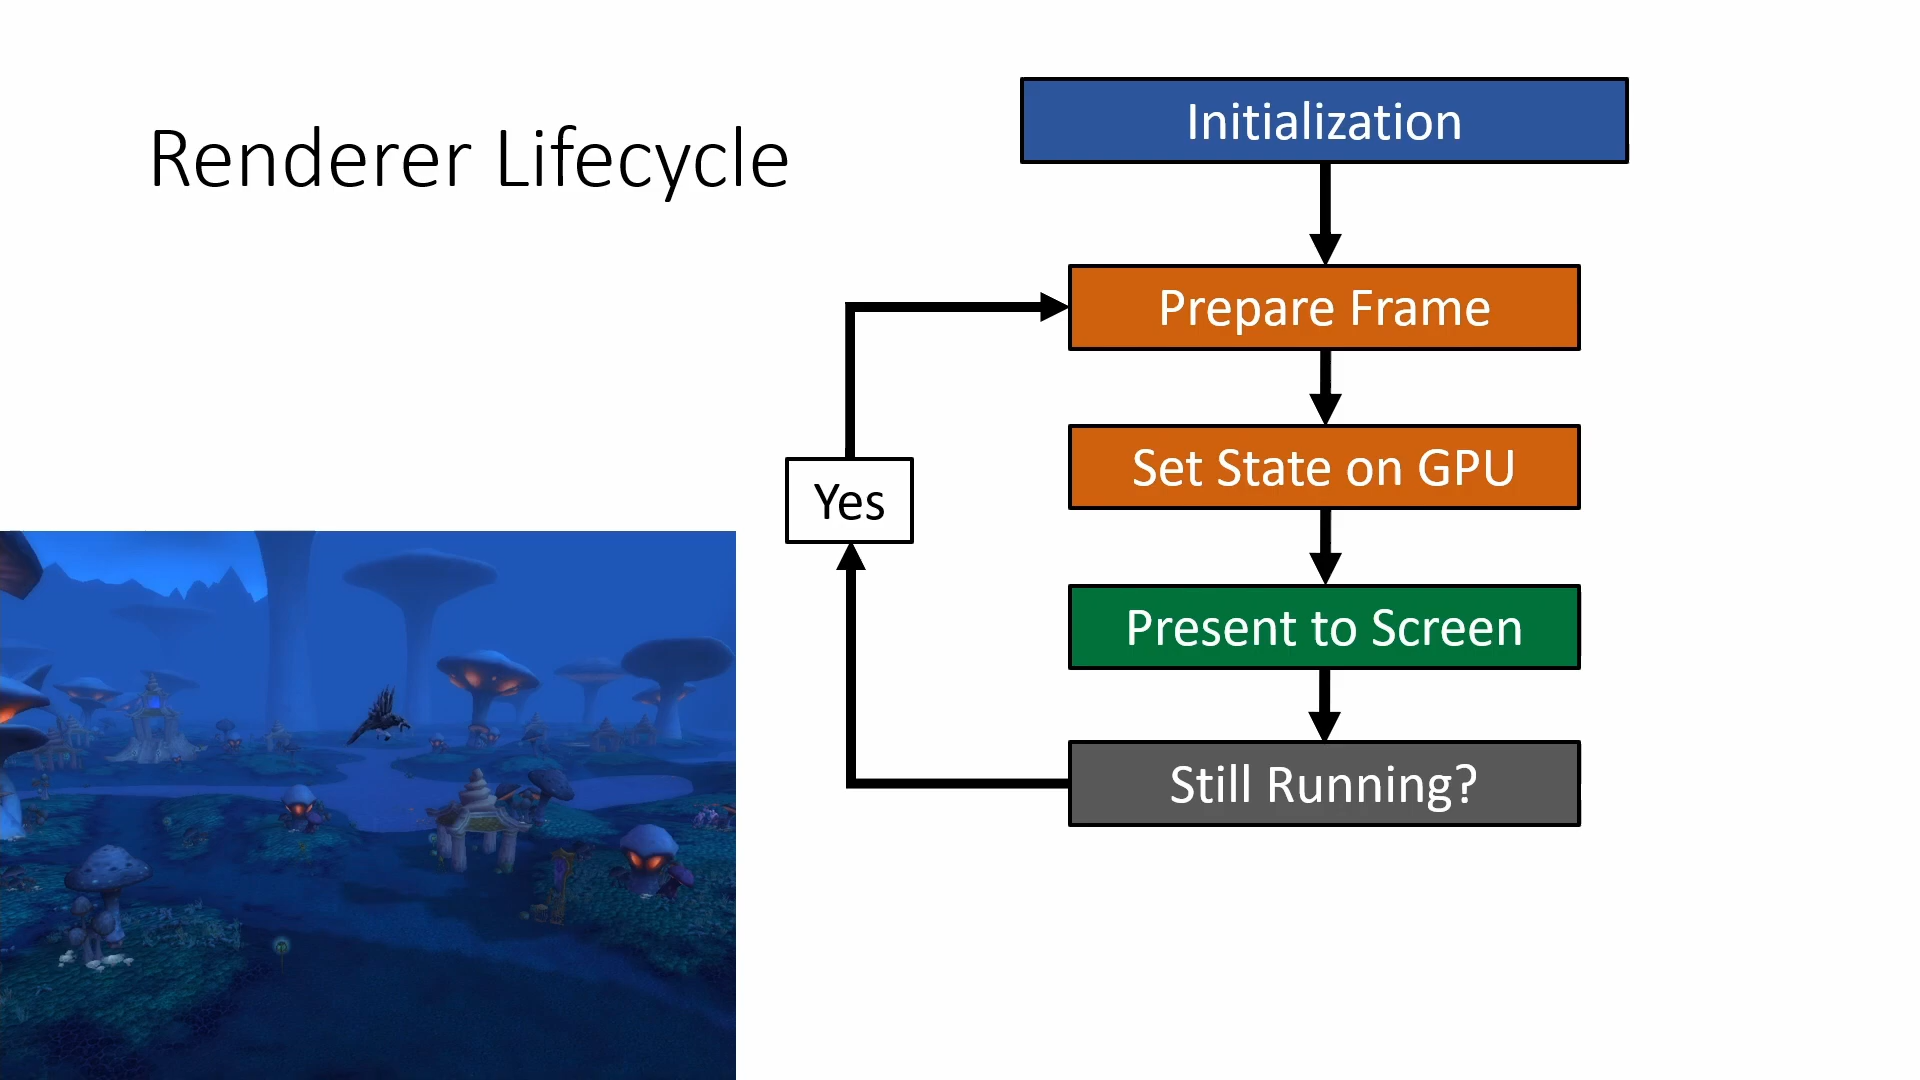 Renderer Lifecycle
Initialization
Prepare Frame
Set State on GPU
Yes
Present to Screen
Still Running?